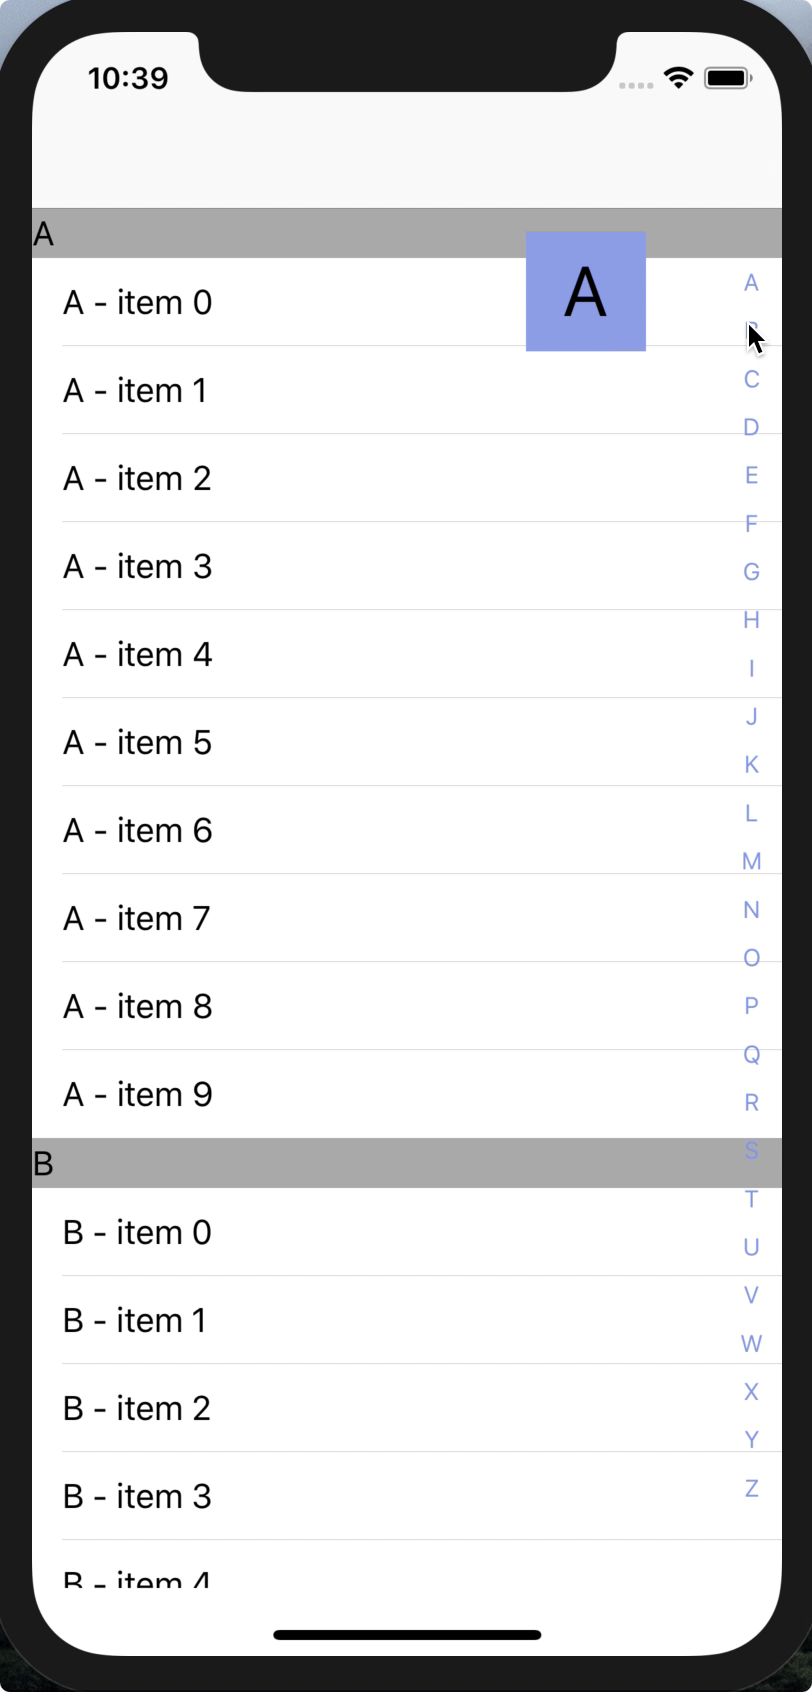 10:39
A
A
A - item 0
A
A - item 1
C
A - item 2
D
E
A - item 3
F
G
A - item 4
H
I
A - item 5
J
K
A - item 6
L
M
A - item 7
N
O
A - item 8
P
Q
A - item 9
R
B
S
B - item 0
T
U
B - item 1
V
W
B - item 2
X
Y
B - item 3
Z
B - item 4